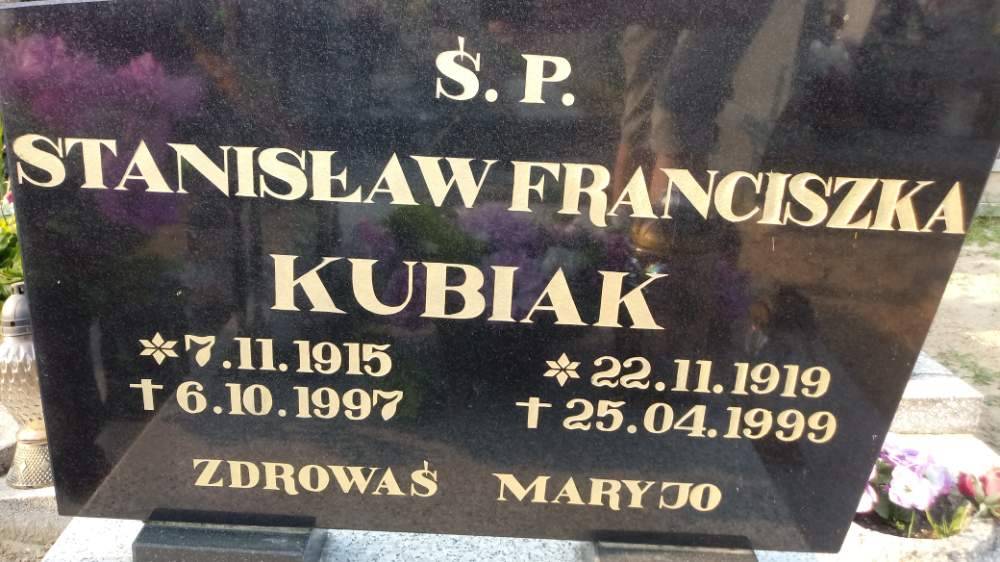 Ś. P.
STANISŁAW FRANCISZKA
KUBIAK
* 7.11.1915 * 22.11.1919
† 6.10.1997 † 25.04.1999
ZDROWAŚ MARYJO